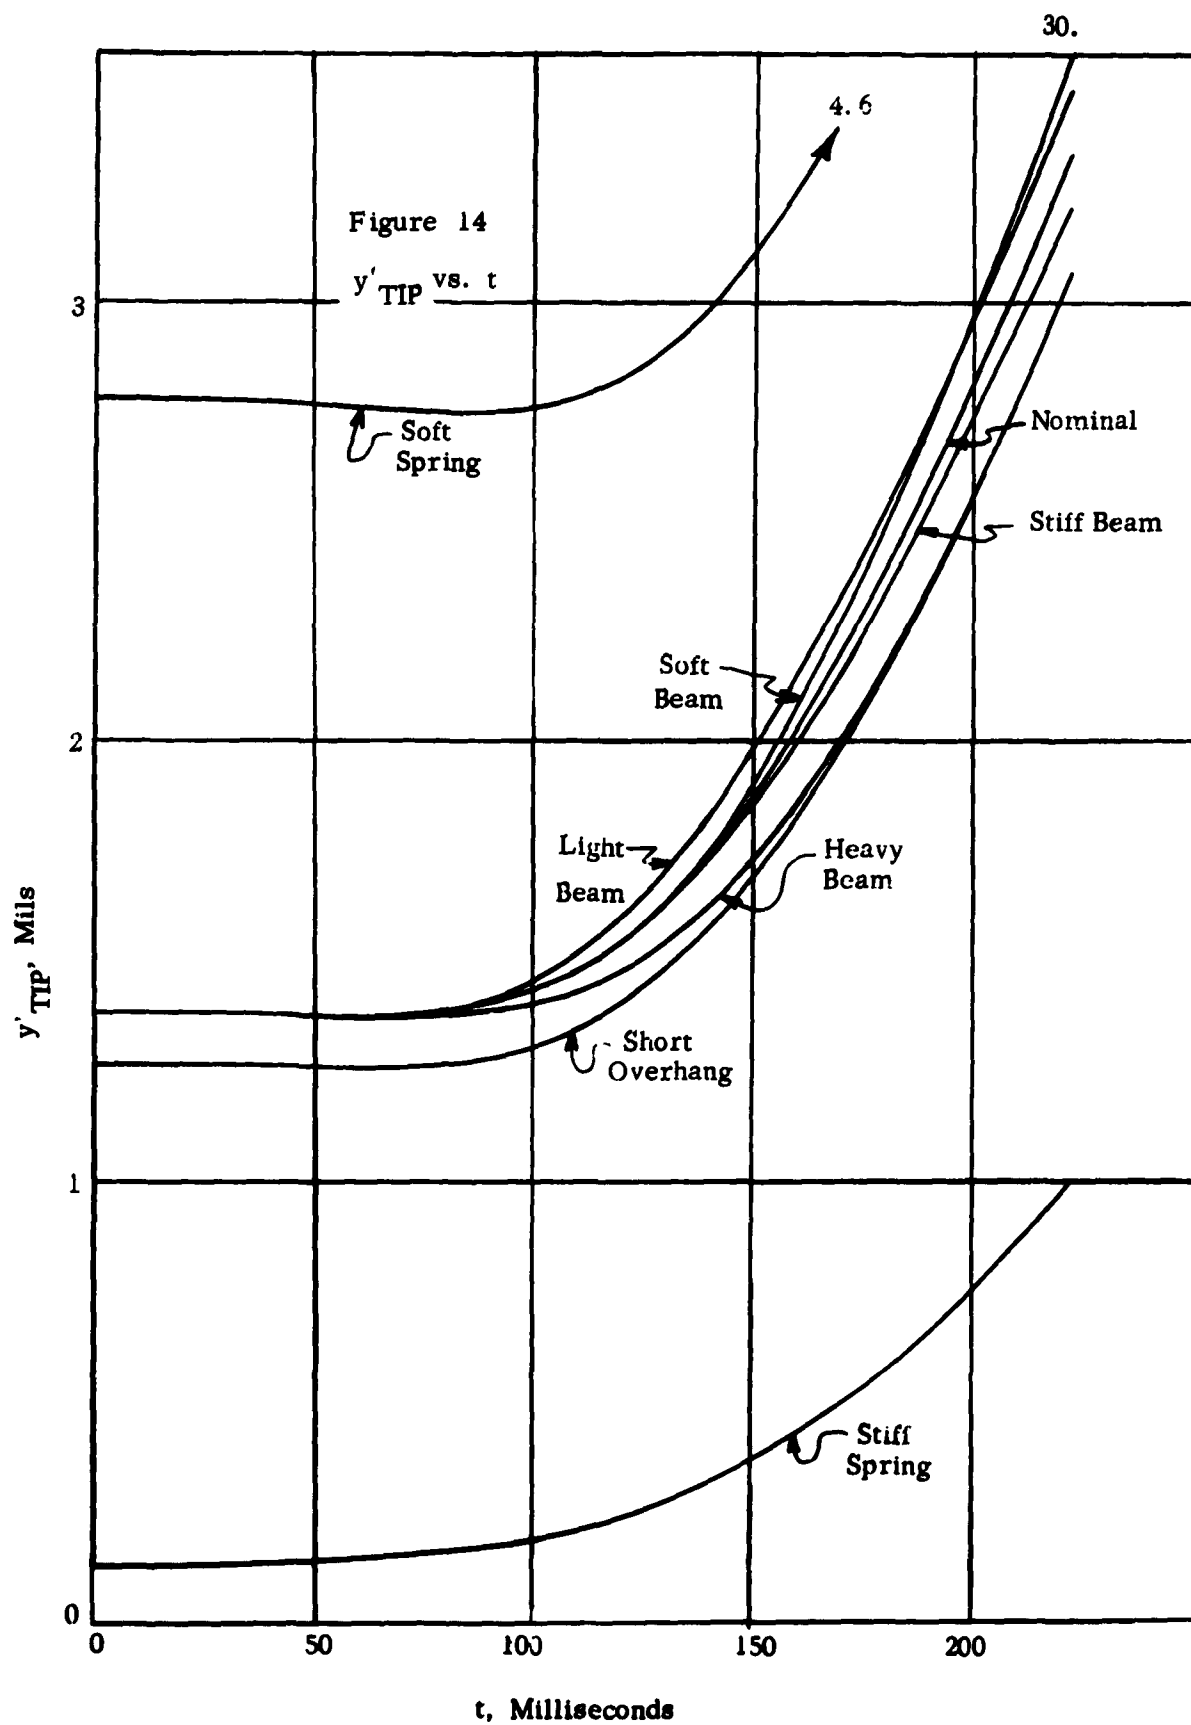 30.
4.6
Figure 14
y'TIP vs. t
3
Soft
Spring
Nominal
Stiff Beam
Soft
Beam
2
Light
Beam
Heavy
Beam
y'TIP, Mils
Short
Overhang
1
Stiff
Spring
0
0 50 100 150 200
t, Milliseconds